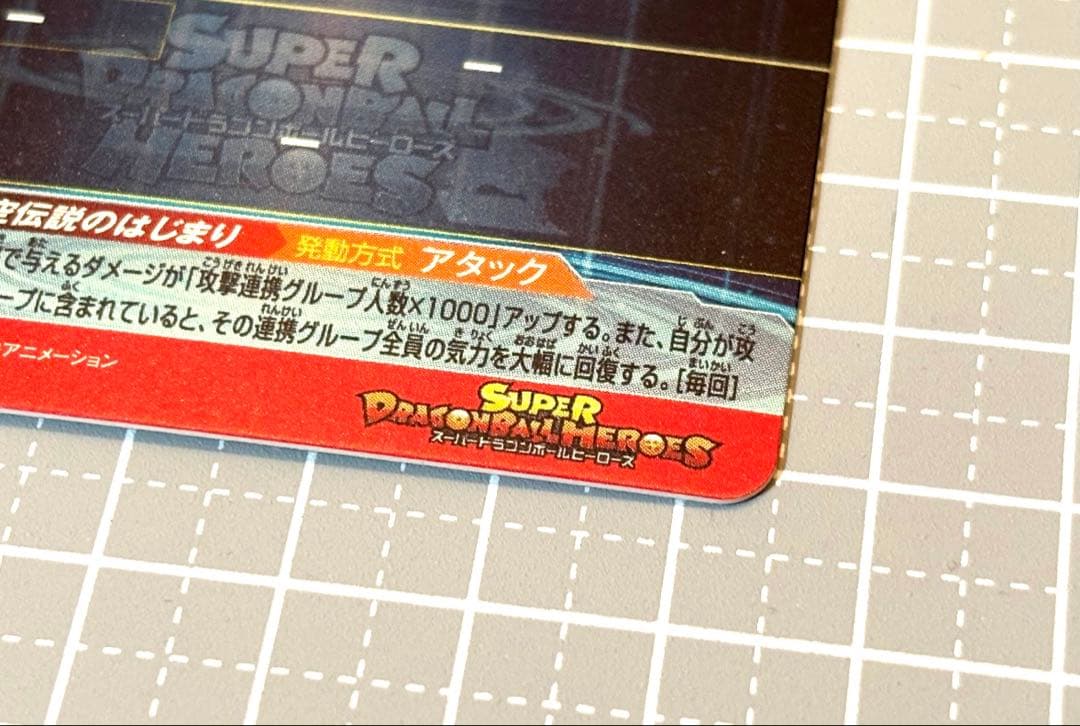 SUPER
DRAGONBALL
スーパードラゴンボールヒーローズ
HEROES
空伝説のはじまり 発動方式 アタック
で与えるダメージが「攻撃連携グループ人数×1000」アップする。また、自分が攻
ープに含まれていると、その連携グループ全員の気力を大幅に回復する。[毎回]
アニメーション
SUPER
DRAGONBALL HEROES
スーパードラゴンボールヒーローズ